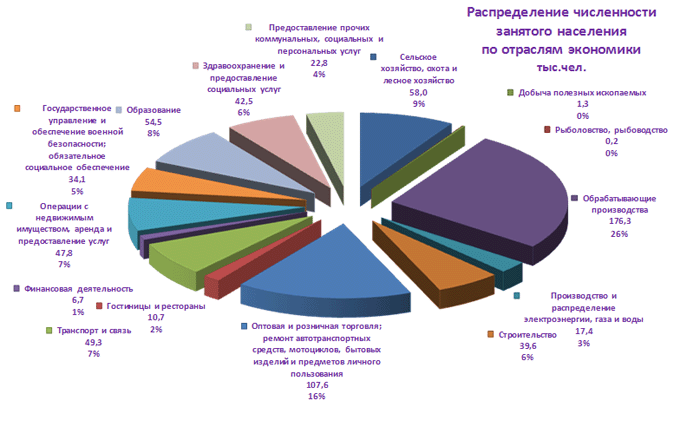 Распределение численности
занятого населения
по отраслям экономики
тыс.чел.
Предоставление прочих
коммунальных, социальных и
персональных услуг
22,8
4%
Сельское
хозяйство, охота и
лесное хозяйство
58,0
9%
Добыча полезных ископаемых
1,3
0%
Рыболовство, рыбоводство
0,2
0%
Обрабатывающие
производства
176,3
26%
Производство и
распределение
электроэнергии, газа и воды
17,4
3%
Строительство
39,6
6%
Оптовая и розничная торговля;
ремонт автотранспортных
средств, мотоциклов, бытовых
изделий и предметов личного
пользования
107,6
16%
Гостиницы и рестораны
10,7
2%
Транспорт и связь
49,3
7%
Финансовая деятельность
6,7
1%
Операции с
недвижимым
имуществом, аренда и
предоставление услуг
47,8
7%
Государственное
управление и
обеспечение военной
безопасности;
обязательное
социальное обеспечение
34,1
5%
Образование
54,5
8%
Здравоохранение и
предоставление
социальных услуг
42,5
6%